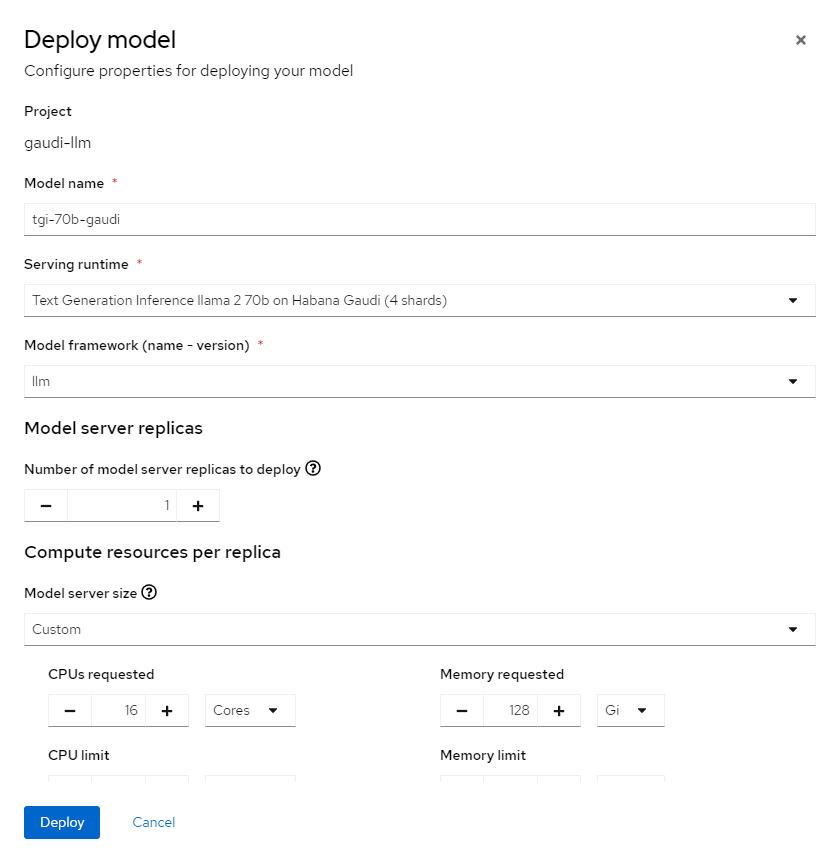 Deploy model
Configure properties for deploying your model
Project
gaudi-llm
Model name *
tgi-70b-gaudi
Serving runtime *
Text Generation Inference llama 2 70b on Habana Gaudi (4 shards)
Model framework (name - version) *
llm
Model server replicas
Number of model server replicas to deploy
1
Compute resources per replica
Model server size
Custom
CPUs requested Memory requested
16 Cores 128 Gi
CPU limit Memory limit
Deploy Cancel